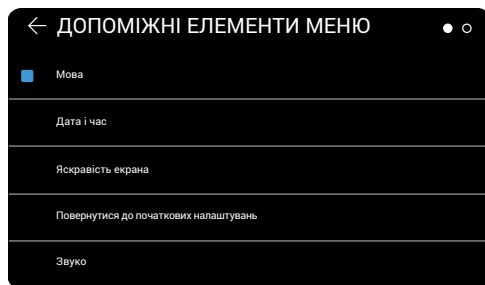 ДОПОМІЖНІ ЕЛЕМЕНТИ МЕНЮ
Мова
Дата і час
Яскравість екрана
Повернутися до початкових налаштувань
Звуко